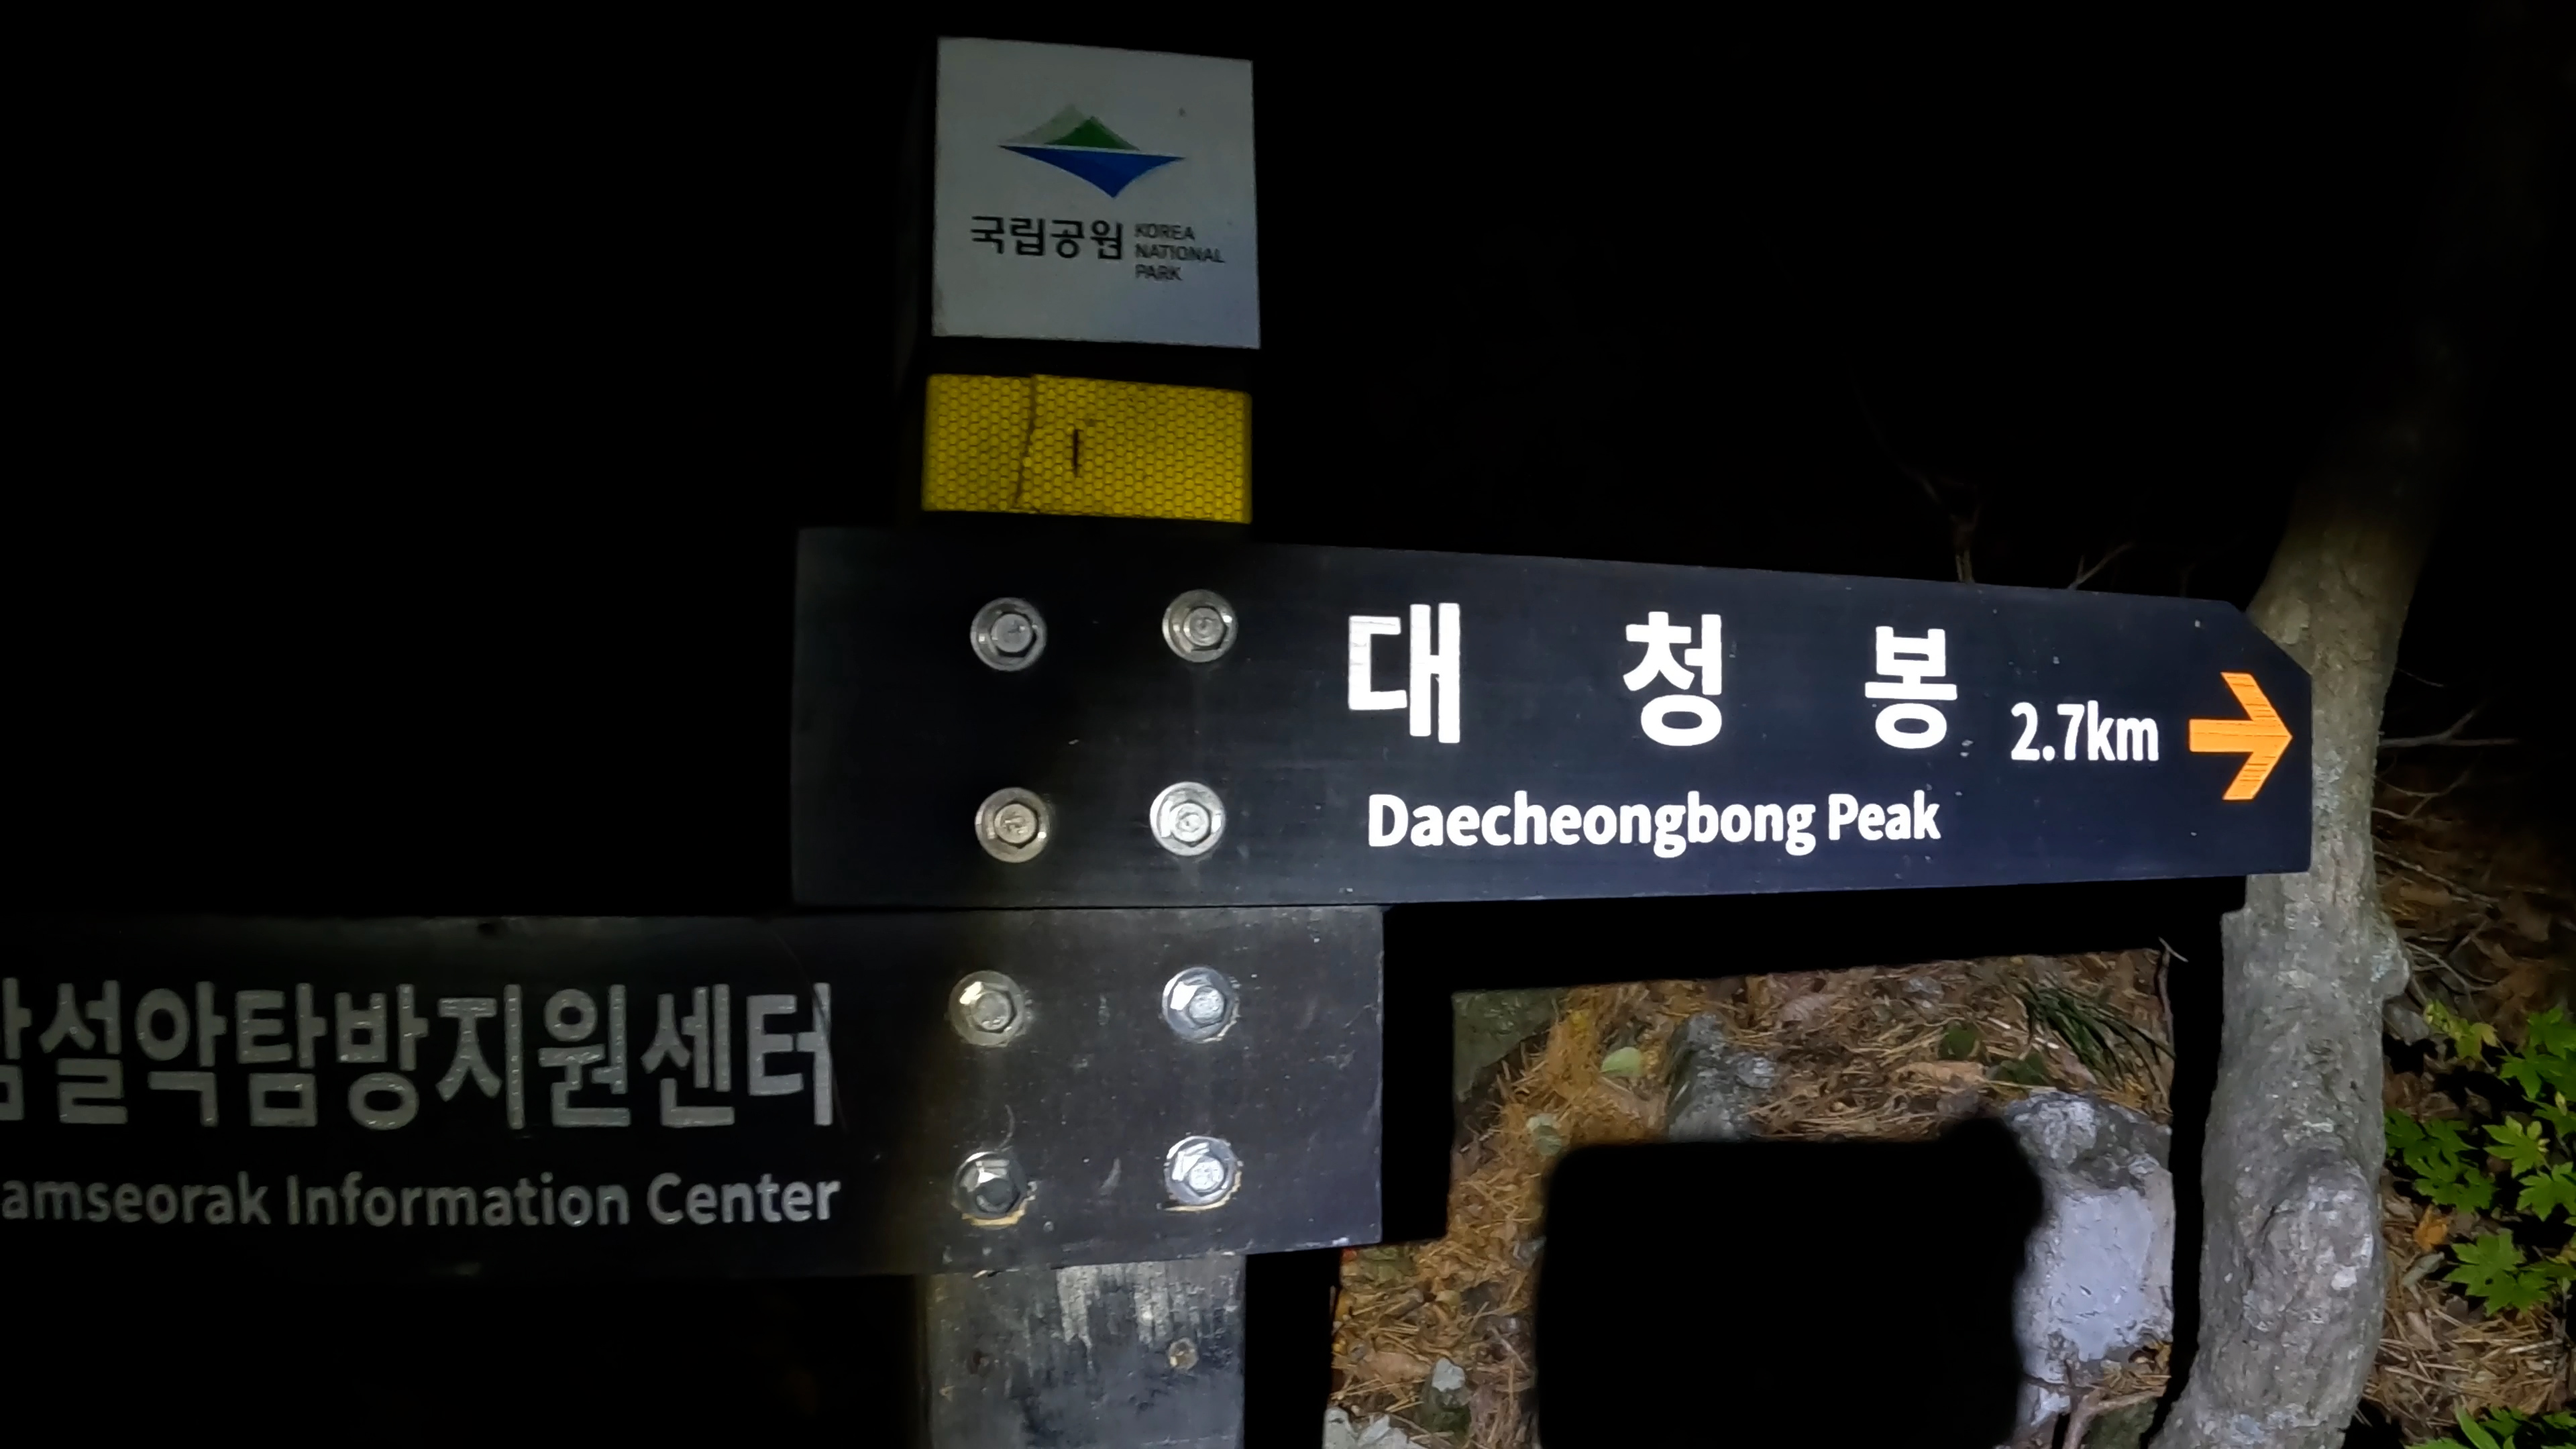 국립공원
KOREA
NATIONAL
PARK
대 청 봉 2.7km
Daecheongbong Peak
설악탐방지원센터
amseorak Information Center